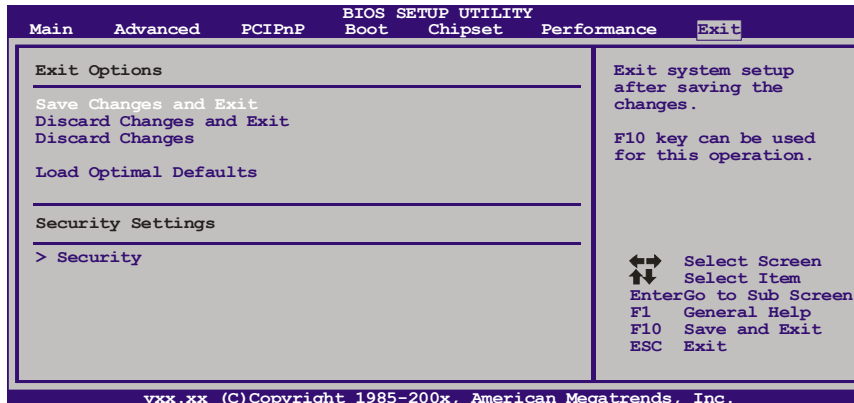 BIOS SETUP UTILITY
Main Advanced PCIPnP Boot Chipset Performance Exit
Exit Options
Save Changes and Exit
Discard Changes and Exit
Discard Changes
Load Optimal Defaults
Security Settings
> Security
Exit system setup
after saving the
changes.
F10 key can be used
for this operation.
Select Screen
Select Item
EnterGo to Sub Screen
F1 General Help
F10 Save and Exit
ESC Exit
vxx.xx (C)Copyright 1985-200x, American Megatrends, Inc.